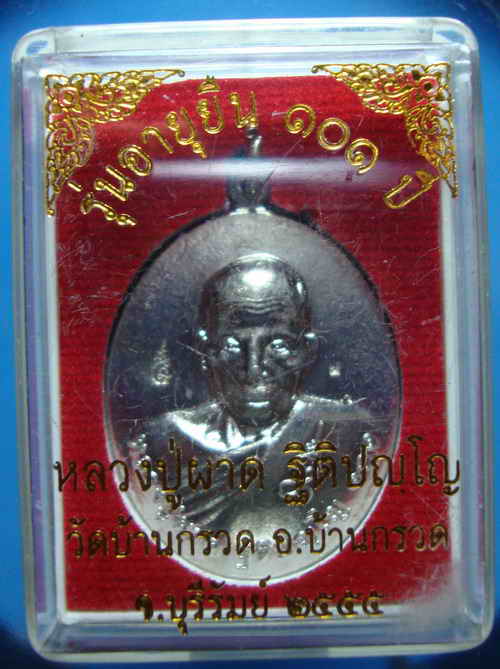 รุ่นอายุยืน ๑๐๑ ปี
หลวงปู่ผาด ฐิติปญฺโญ
วัดบ้านกรวด อ.บ้านกรวด
จ.บุรีรัมย์ ๒๕๕๕